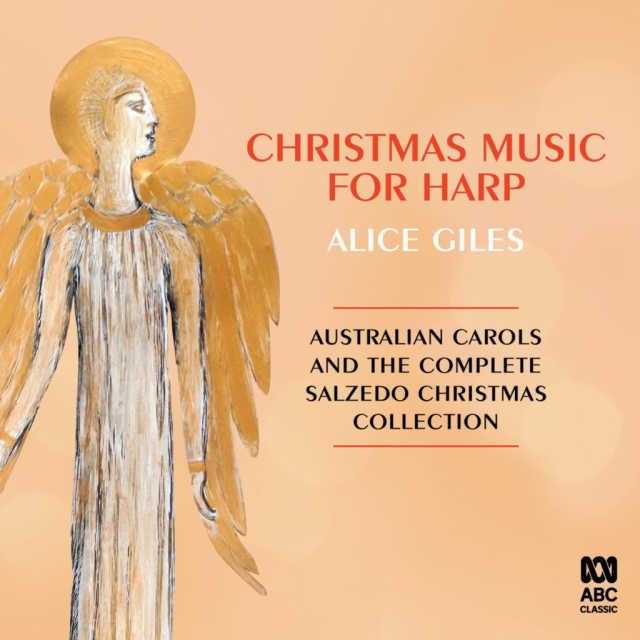 CHRISTMAS MUSIC
FOR HARP
ALICE GILES
AUSTRALIAN CAROLS
AND THE COMPLETE
SALZEDO CHRISTMAS
COLLECTION
ABC
CLASSIC